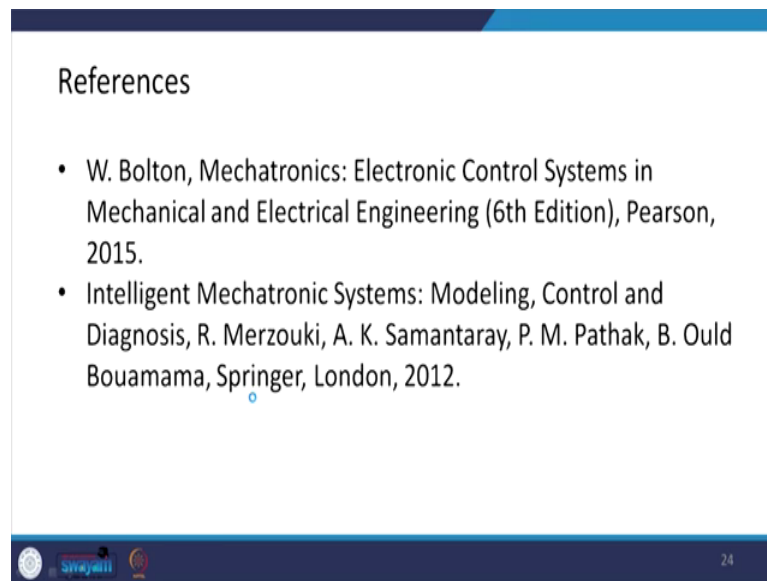 References
• W. Bolton, Mechatronics: Electronic Control Systems in
Mechanical and Electrical Engineering (6th Edition), Pearson,
2015.
• Intelligent Mechatronic Systems: Modeling, Control and
Diagnosis, R. Merzouki, A. K. Samantaray, P. M. Pathak, B. Ould
Bouamama, Springer, London, 2012.
swayam
24